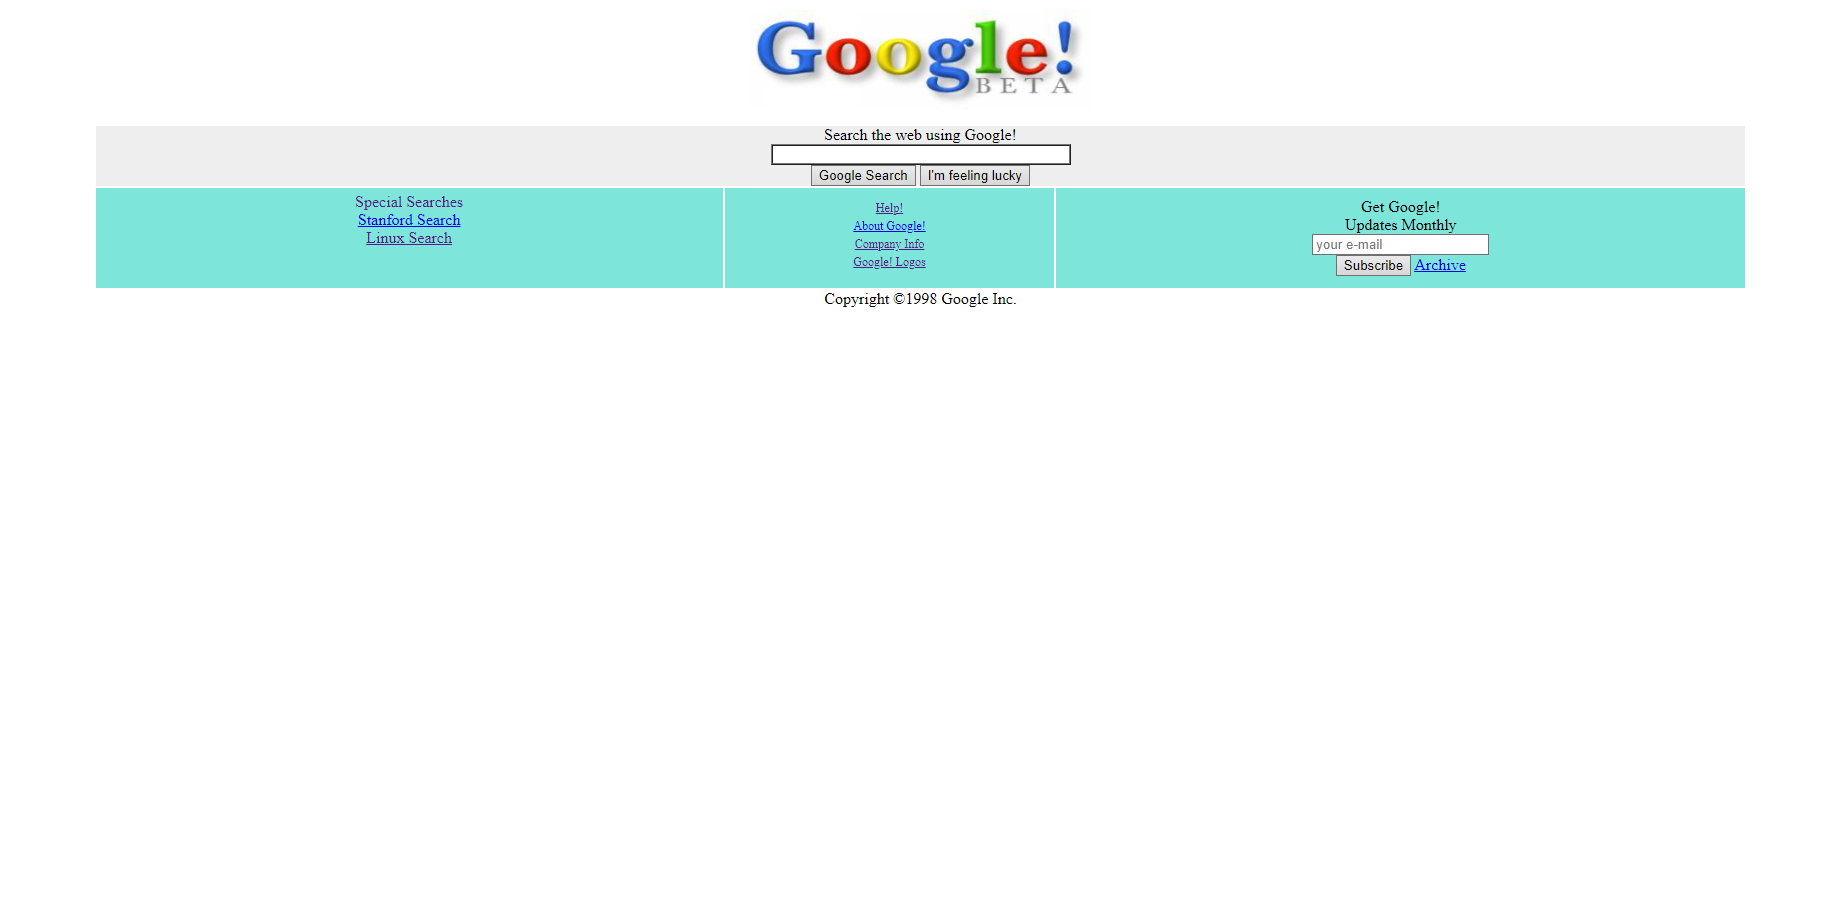 Google!
BETA
Search the web using Google!
Google Search I'm feeling lucky
Special Searches
Stanford Search
Linux Search
Help!
About Google!
Company Info
Google! Logos
Get Google!
Updates Monthly
your e-mail
Subscribe Archive
Copyright ©1998 Google Inc.